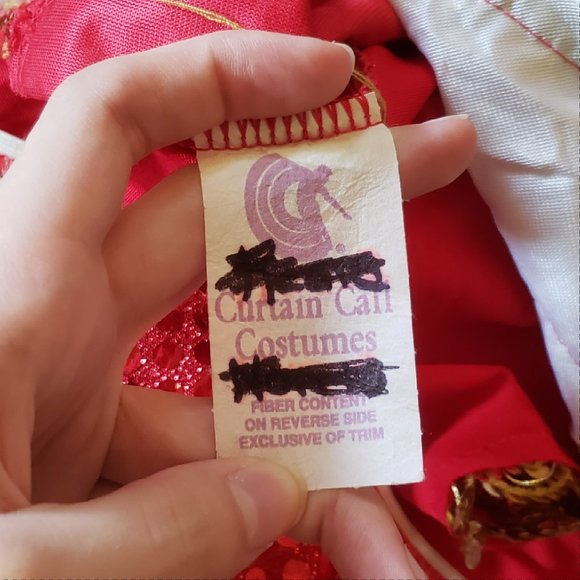 ®
Curtain Call
Costumes
FIBER CONTENT
ON REVERSE SIDE
EXCLUSIVE OF TRIM